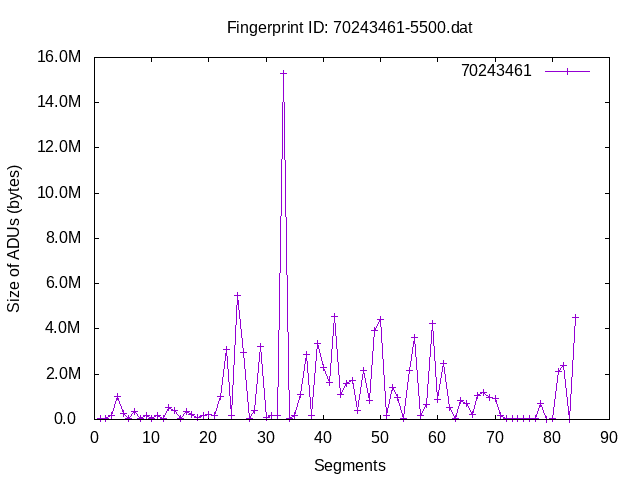 Fingerprint ID: 70243461-5500.dat
70243461
Size of ADUs (bytes)
16.0M
14.0M
12.0M
10.0M
8.0M
6.0M
4.0M
2.0M
0.0
0 10 20 30 40 50 60 70 80 90
Segments